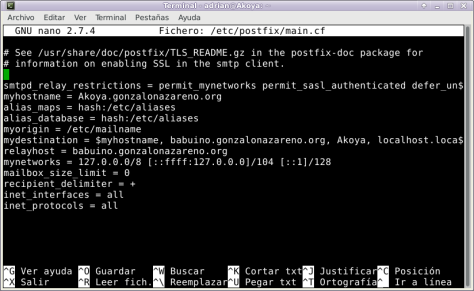 Terminal - adrian@Akoya: ~
Archivo Editar Ver Terminal Pestañas Ayuda
GNU nano 2.7.4 Fichero: /etc/postfix/main.cf
# See /usr/share/doc/postfix/TLS_README.gz in the postfix-doc package for
# information on enabling SSL in the smtp client.
smtpd_relay_restrictions = permit_mynetworks permit_sasl_authenticated defer_un$
myhostname = Akoya.gonzalonazareno.org
alias_maps = hash:/etc/aliases
alias_database = hash:/etc/aliases
myorigin = /etc/mailname
mydestination = $myhostname, babuino.gonzalonazareno.org, Akoya, localhost.loca$
relayhost = babuino.gonzalonazareno.org
mynetworks = 127.0.0.0/8 [::ffff:127.0.0.0]/104 [::1]/128
mailbox_size_limit = 0
recipient_delimiter = +
inet_interfaces = all
inet_protocols = all
^G Ver ayuda ^O Guardar ^W Buscar ^K Cortar txt ^J Justificar ^C Posición
^X Salir ^R Leer fich. ^\ Reemplazar ^U Pegar txt ^T Ortografía ^_ Ir a línea